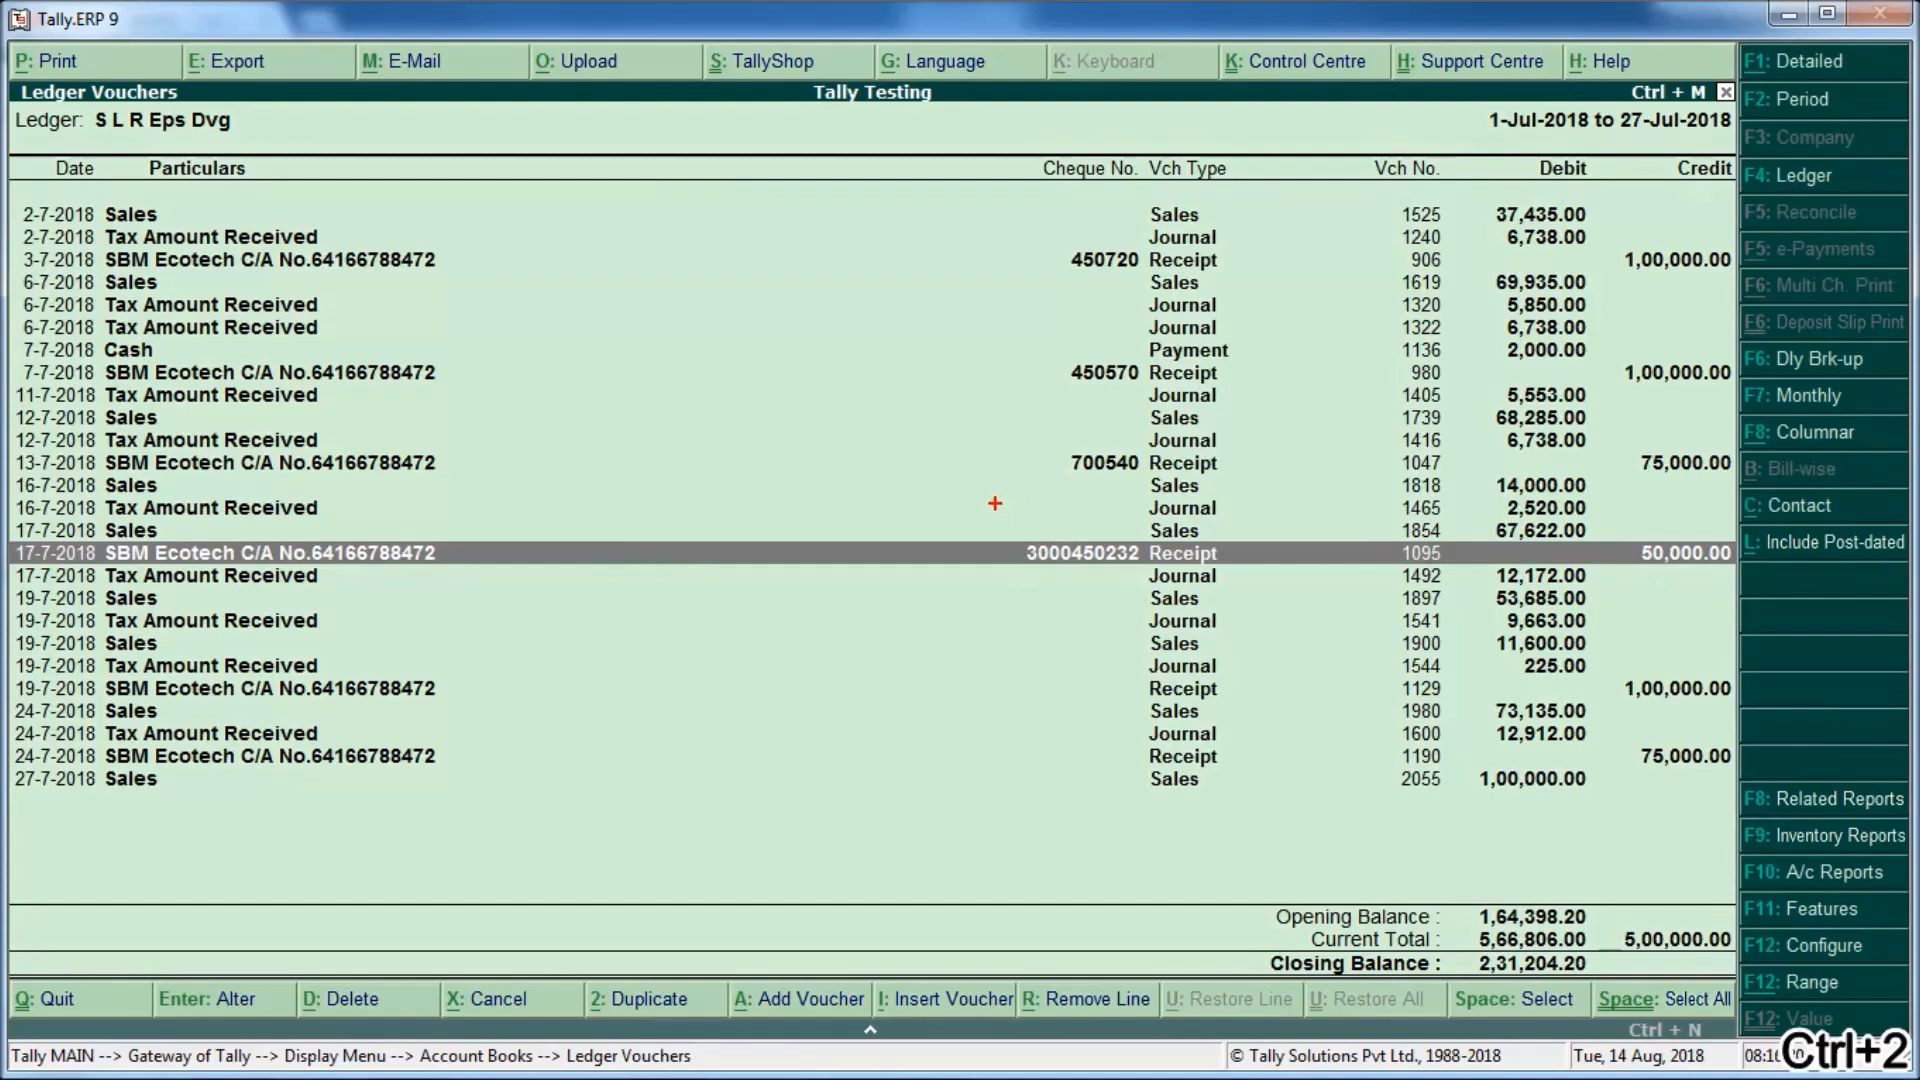 Tally.ERP 9
P: Print E: Export M: E-Mail O: Upload S: TallyShop G: Language K: Keyboard K: Control Centre H: Support Centre H: Help
Ledger Vouchers Tally Testing Ctrl + M
Ledger: S L R Eps Dvg 1-Jul-2018 to 27-Jul-2018
Date Particulars Cheque No. Vch Type Vch No. Debit Credit
2-7-2018 Sales Sales 1525 37,435.00
2-7-2018 Tax Amount Received Journal 1240 6,738.00
3-7-2018 SBM Ecotech C/A No.64166788472 450720 Receipt 906 1,00,000.00
6-7-2018 Sales Sales 1619 69,935.00
6-7-2018 Tax Amount Received Journal 1320 5,850.00
6-7-2018 Tax Amount Received Journal 1322 6,738.00
7-7-2018 Cash Payment 1136 2,000.00
7-7-2018 SBM Ecotech C/A No.64166788472 450570 Receipt 980 1,00,000.00
11-7-2018 Tax Amount Received Journal 1405 5,553.00
12-7-2018 Sales Sales 1739 68,285.00
12-7-2018 Tax Amount Received Journal 1416 6,738.00
13-7-2018 SBM Ecotech C/A No.64166788472 700540 Receipt 1047 75,000.00
16-7-2018 Sales Sales 1818 14,000.00
16-7-2018 Tax Amount Received Journal 1465 2,520.00
17-7-2018 Sales Sales 1854 67,622.00
17-7-2018 SBM Ecotech C/A No.64166788472 3000450232 Receipt 1095 50,000.00
17-7-2018 Tax Amount Received Journal 1492 12,172.00
19-7-2018 Sales Sales 1897 53,685.00
19-7-2018 Tax Amount Received Journal 1541 9,663.00
19-7-2018 Sales Sales 1900 11,600.00
19-7-2018 Tax Amount Received Journal 1544 225.00
19-7-2018 SBM Ecotech C/A No.64166788472 Receipt 1129 1,00,000.00
24-7-2018 Sales Sales 1980 73,135.00
24-7-2018 Tax Amount Received Journal 1600 12,912.00
24-7-2018 SBM Ecotech C/A No.64166788472 Receipt 1190 75,000.00
27-7-2018 Sales Sales 2055 1,00,000.00
Opening Balance : 1,64,398.20
Current Total : 5,66,806.00 5,00,000.00
Closing Balance : 2,31,204.20
F1: Detailed
F2: Period
F3: Company
F4: Ledger
F5: Reconcile
F5: e-Payments
F6: Multi Ch. Print
F6: Deposit Slip Print
F6: Dly Brk-up
F7: Monthly
F8: Columnar
B: Bill-wise
C: Contact
L: Include Post-dated
F8: Related Reports
F9: Inventory Reports
F10: A/c Reports
F11: Features
F12: Configure
F12: Range
F12: Value
Q: Quit Enter: Alter D: Delete X: Cancel 2: Duplicate A: Add Voucher I: Insert Voucher R: Remove Line U: Restore Line U: Restore All Space: Select Space: Select All
Ctrl + N
Tally MAIN --> Gateway of Tally --> Display Menu --> Account Books --> Ledger Vouchers © Tally Solutions Pvt Ltd., 1988-2018 Tue, 14 Aug, 2018
Ctrl+2